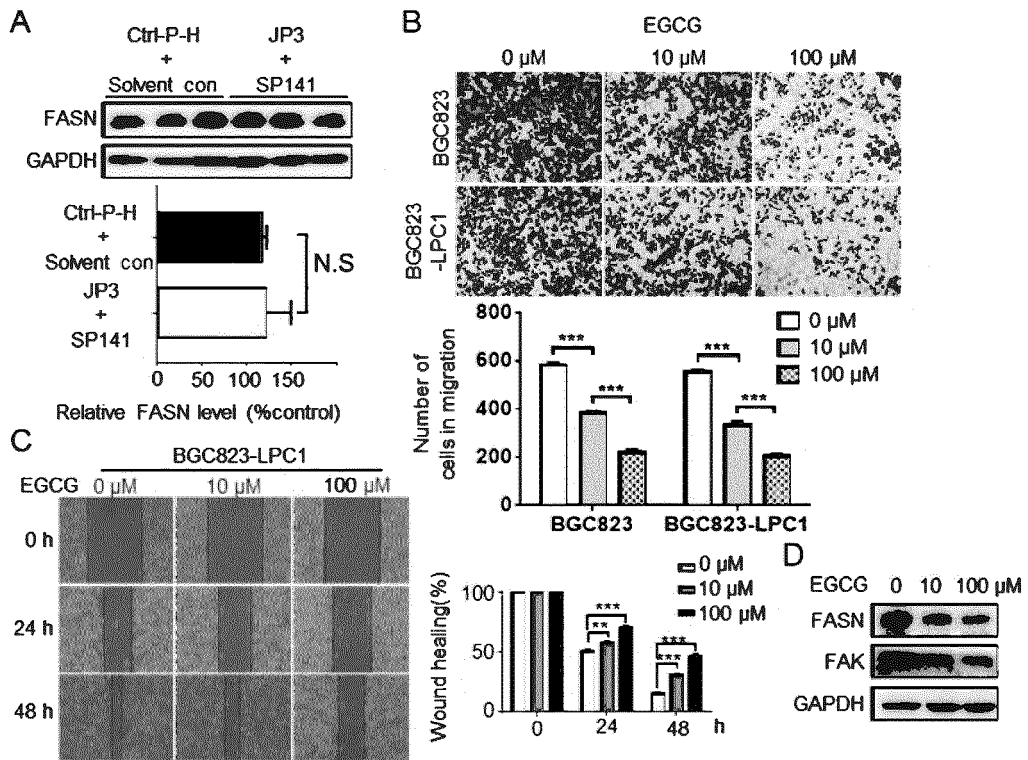 A
Ctrl-P-H JP3
+ +
Solvent con SP141
FASN
GAPDH
Ctrl-P-H
+
Solvent con
JP3
+
SP141
N.S
0 50 100 150
Relative FASN level (%control)
B
EGCG
0 µM 10 µM 100 µM
BGC823
BGC823
-LPC1
Number of
cells in migration
800
600
400
200
0
*** *** *** ***
0 µM
10 µM
100 µM
BGC823 BGC823-LPC1
C
BGC823-LPC1
EGCG 0 µM 10 µM 100 µM
0 h
24 h
48 h
Wound healing(%)
100
50
0
*** ** *** ***
0 µM
10 µM
100 µM
0 24 48 h
D
EGCG 0 10 100 µM
FASN
FAK
GAPDH